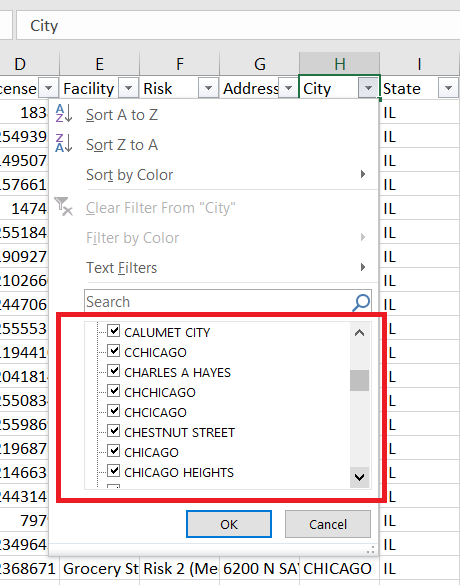 City
D E F G H I
cense Facility Risk Address City State
183 IL
254939 Sort A to Z IL
149507 Sort Z to A IL
157661 Sort by Color IL
1474 Clear Filter From "City" IL
255184 Filter by Color IL
190927 Text Filters IL
210266 IL
244706 Search IL
255553 CALUMET CITY IL
119441 CCHICAGO IL
204181 CHARLES A HAYES IL
255083 CHCHICAGO IL
255986 CHCICAGO IL
219687 CHESTNUT STREET IL
214663 CHICAGO IL
244314 CHICAGO HEIGHTS IL
797 OK Cancel IL
234964 IL
2368671 Grocery St Risk 2 (Me 6200 N SA CHICAGO IL